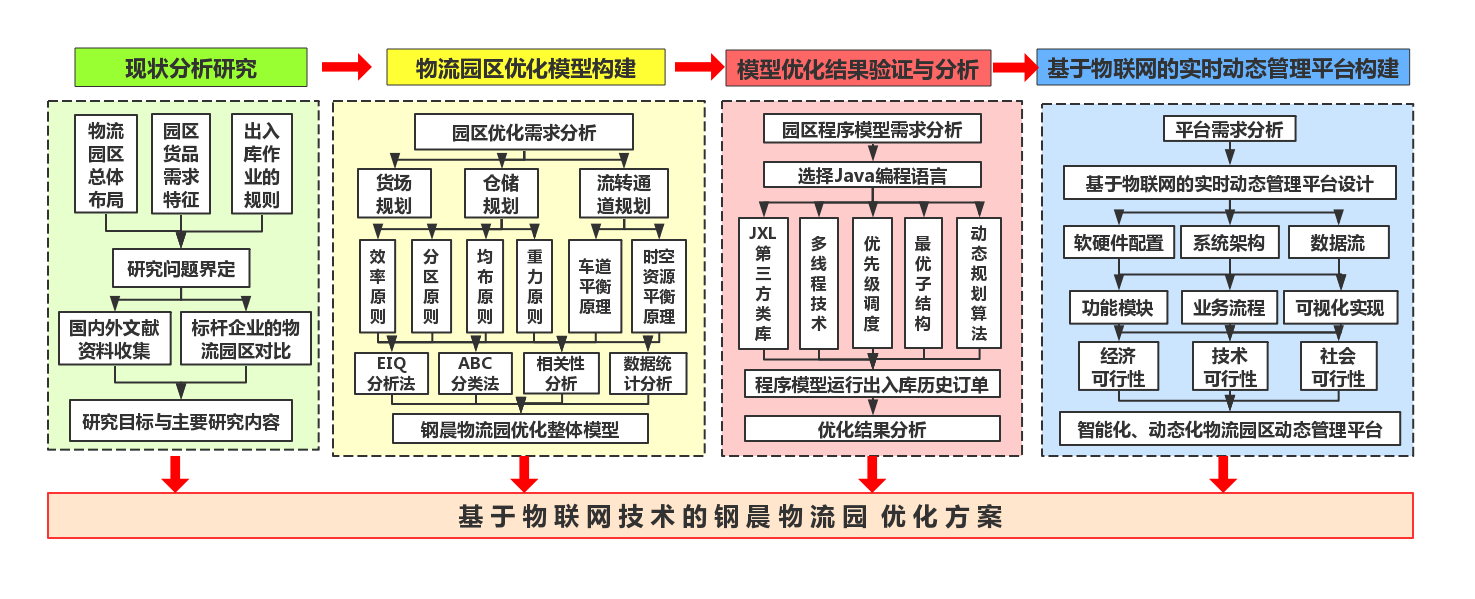 现状分析研究
物流园区优化模型构建
模型优化结果验证与分析
基于物联网的实时动态管理平台构建
物流
园区
总体
布局
园区
货品
需求
特征
出入
库作
业的
规则
研究问题界定
国内外文献
资料收集
标杆企业的物
流园区对比
研究目标与主要研究内容
园区优化需求分析
货场
规划
仓储
规划
流转通
道规划
效率原则
分区原则
均布原则
重力原则
车道
平衡
原理
时空
资源
平衡
原理
EIQ
分析法
ABC
分类法
相关性
分析
数据统
计分析
钢晨物流园优化整体模型
园区程序模型需求分析
选择Java编程语言
JXL第三方类库
多线程技术
优先级调度
最优子结构
动态规划算法
程序模型运行出入库历史订单
优化结果分析
平台需求分析
基于物联网的实时动态管理平台设计
软硬件配置
系统架构
数据流
功能模块
业务流程
可视化实现
经济
可行性
技术
可行性
社会
可行性
智能化、动态化物流园区动态管理平台
基于物联网技术的钢晨物流园 优化方案